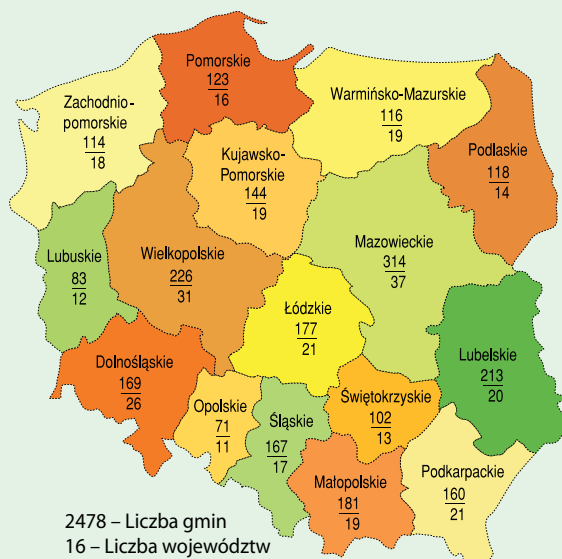 Pomorskie
123
16
Zachodnio-
pomorskie
114
18
Warmińsko-Mazurskie
116
19
Podlaskie
118
14
Kujawsko-
Pomorskie
144
19
Lubuskie
83
12
Wielkopolskie
226
31
Mazowieckie
314
37
Łódzkie
177
21
Dolnośląskie
169
26
Lubelskie
213
20
Opolskie
71
11
Śląskie
167
17
Świętokrzyskie
102
13
Małopolskie
181
19
Podkarpackie
160
21
2478 – Liczba gmin
16 – Liczba województw